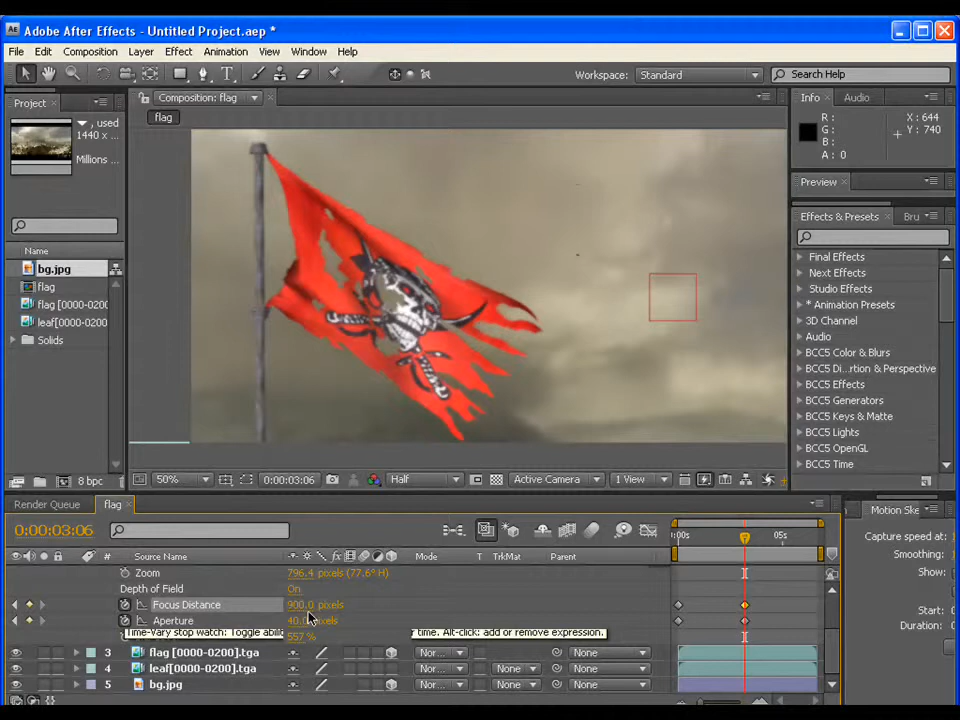 Adobe After Effects - Untitled Project.aep *
File Edit Composition Layer Effect Animation View Window Help
Workspace: Standard Search Help
Project
, used
1440 x ...
Millions ...
Name
bg.jpg
flag
flag [0000-0200
leaf[0000-0200
Solids
8 bpc
Composition: flag
flag
50% 0:00:03:06 Half Active Camera 1 View
Info Audio
R :
G :
B :
A : 0
X : 644
Y : 740
Preview
Effects & Presets Bru
Final Effects
Next Effects
Studio Effects
* Animation Presets
3D Channel
Audio
BCC5 Color & Blurs
BCC5 Di...rtion & Perspective
BCC5 Effects
BCC5 Generators
BCC5 Keys & Matte
BCC5 Lights
BCC5 OpenGL
BCC5 Time
Render Queue flag
0:00:03:06
# Source Name Mode T TrkMat Parent
Zoom 796.4 pixels (77.6° H)
Depth of Field On
Focus Distance 900.0 pixels
Aperture 40.0 pixels
Time-Vary stop watch: Toggle abili r time. Alt-click: add or remove expression.
557 %
3 flag [0000-0200].tga Nor... None
4 leaf[0000-0200].tga Nor... None None
5 bg.jpg Nor... None None
:00s 05s
Motion Ske
Capture speed at:
Smoothing:
Show:
Start:
Duration: